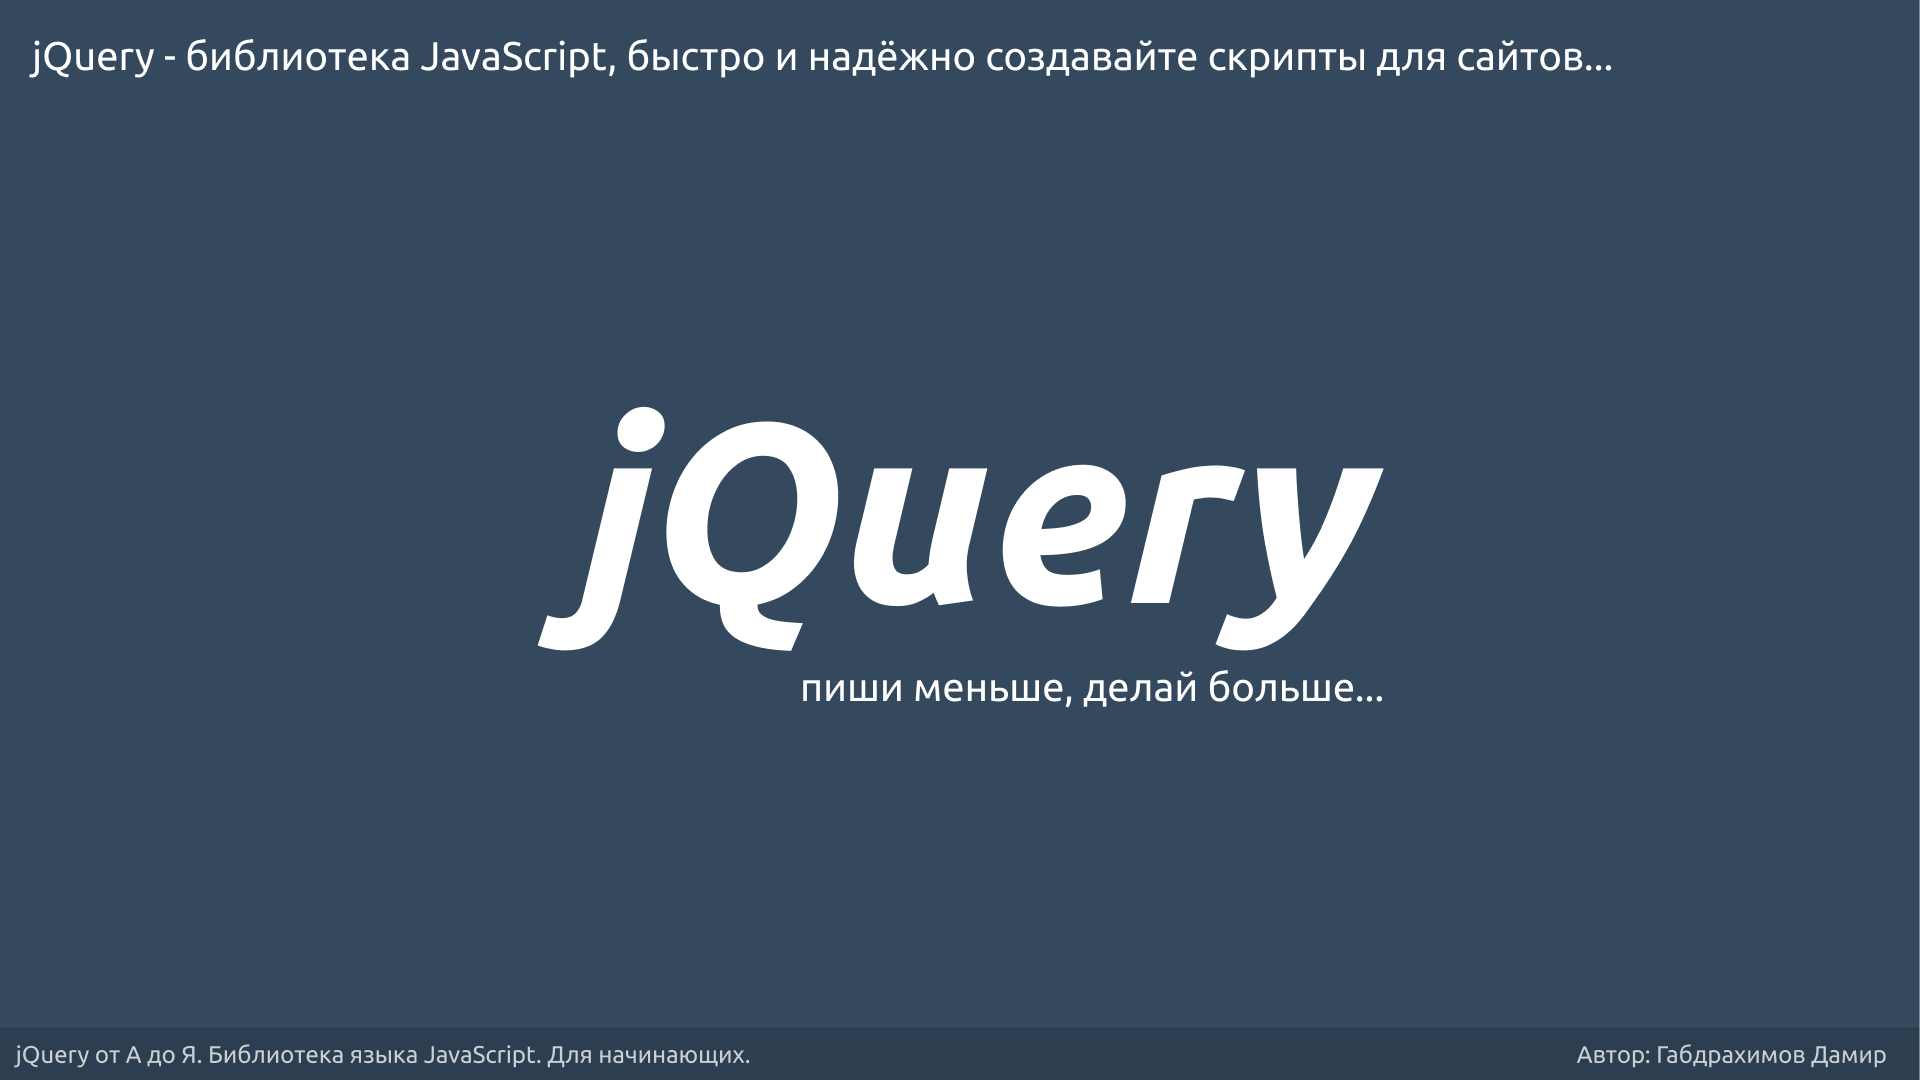 jQuery - библиотека JavaScript, быстро и надёжно создавайте скрипты для сайтов...
jQuery
пиши меньше, делай больше...
jQuery от А до Я. Библиотека языка JavaScript. Для начинающих.
Автор: Габдрахимов Дамир